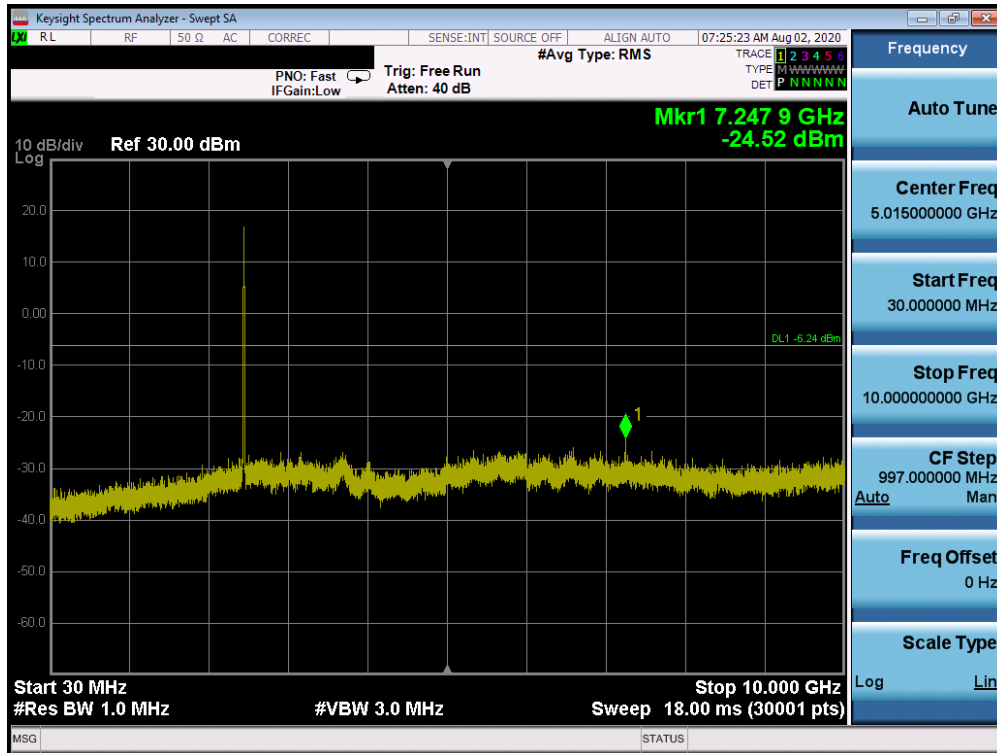 Keysight Spectrum Analyzer - Swept SA
LXI RL RF 50 Ω AC CORREC SENSE:INT SOURCE OFF ALIGN AUTO 07:25:23 AM Aug 02, 2020
#Avg Type: RMS
TRACE 1 2 3 4 5 6
PNO: Fast Trig: Free Run
TYPE M W W W W W
IFGain:Low Atten: 40 dB
DET P N N N N N
Mkr1 7.247 9 GHz
-24.52 dBm
10 dB/div Ref 30.00 dBm
Log
20.0
10.0
0.00
DL1 -6.24 dBm
-10.0
-20.0
1
-30.0
-40.0
-50.0
-60.0
Start 30 MHz Stop 10.000 GHz
#Res BW 1.0 MHz #VBW 3.0 MHz Sweep 18.00 ms (30001 pts)
MSG STATUS
Frequency
Auto Tune
Center Freq
5.015000000 GHz
Start Freq
30.000000 MHz
Stop Freq
10.000000000 GHz
CF Step
997.000000 MHz
Auto Man
Freq Offset
0 Hz
Scale Type
Log Lin